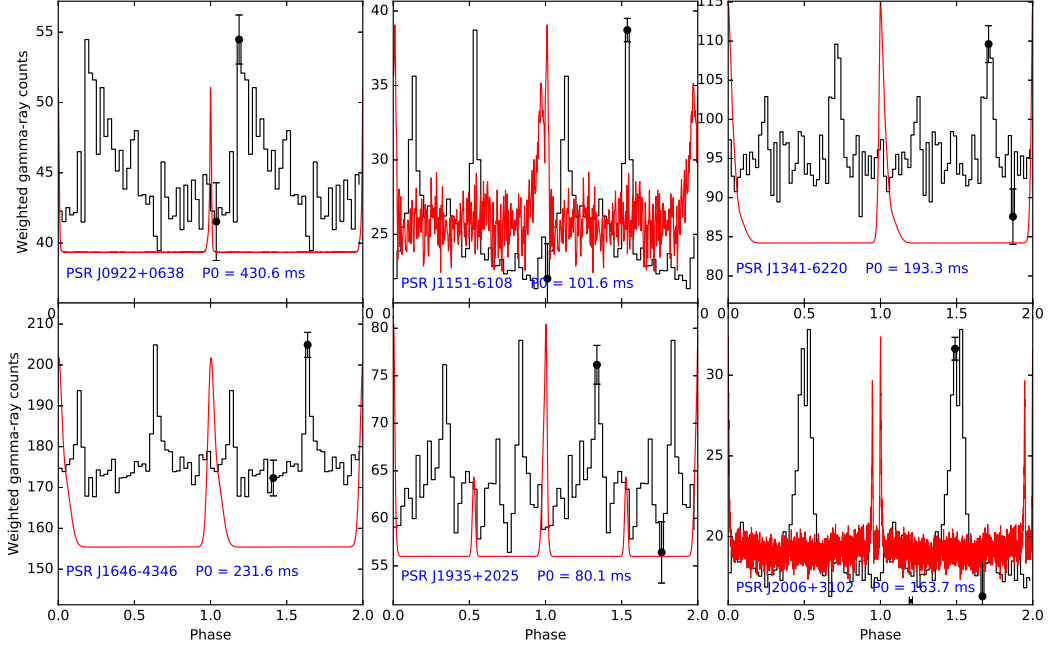 Weighted gamma-ray counts
55
50
45
40
PSR J0922+0638 P0 = 430.6 ms
40
35
30
25
PSR J1151-6108 P0 = 101.6 ms
115
110
105
100
95
90
85
80
PSR J1341-6220 P0 = 193.3 ms
0 0 0.5 1.0 1.5 2.0
Weighted gamma-ray counts
210
200
190
180
170
160
150
PSR J1646-4346 P0 = 231.6 ms
0.0 0.5 1.0 1.5 2.0
Phase
80
75
70
65
60
55
PSR J1935+2025 P0 = 80.1 ms
0.0 0.5 1.0 1.5 2.0
Phase
30
25
20
PSR J2006+3102 P0 = 163.7 ms
0.0 0.5 1.0 1.5 2.0
Phase